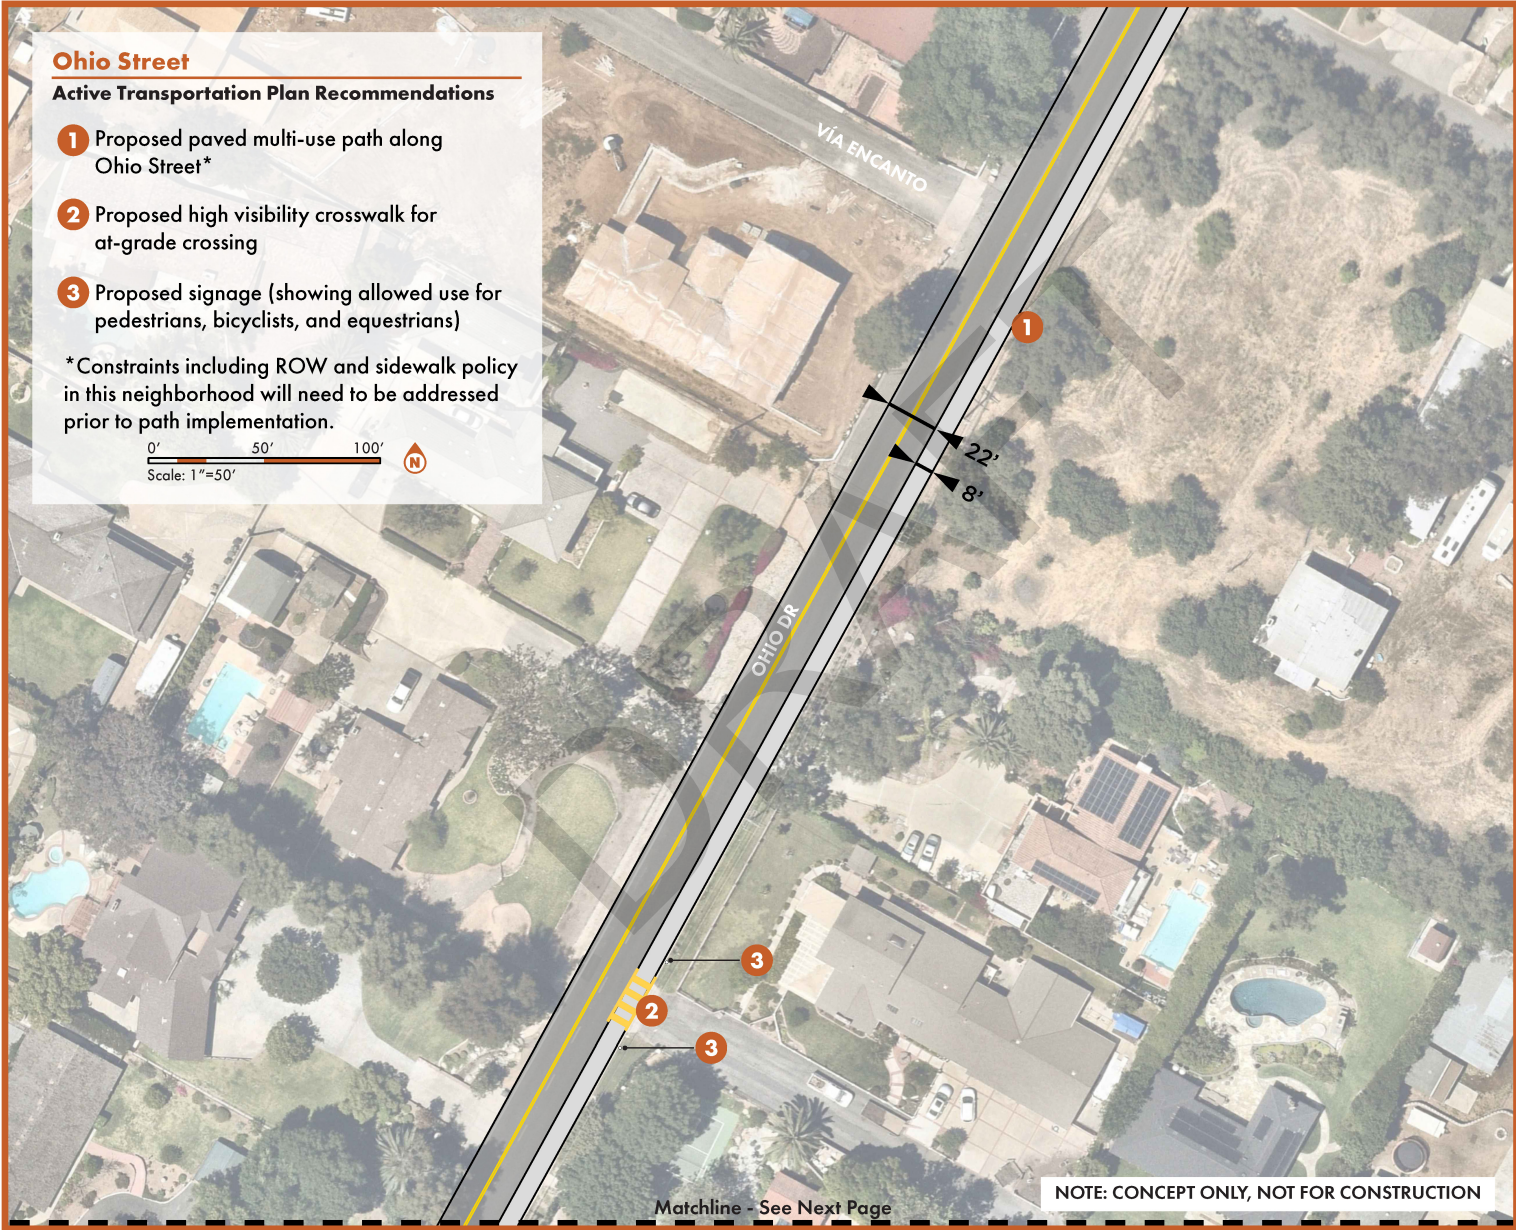 Ohio Street
Active Transportation Plan Recommendations
1 Proposed paved multi-use path along
Ohio Street*
2 Proposed high visibility crosswalk for
at-grade crossing
3 Proposed signage (showing allowed use for
pedestrians, bicyclists, and equestrians)
*Constraints including ROW and sidewalk policy
in this neighborhood will need to be addressed
prior to path implementation.
0' 50' 100'
Scale: 1"=50'
N
VÍA ENCANTO
1
22'
8'
OHIO DR
DRAFT
3
2
3
NOTE: CONCEPT ONLY, NOT FOR CONSTRUCTION
Matchline - See Next Page